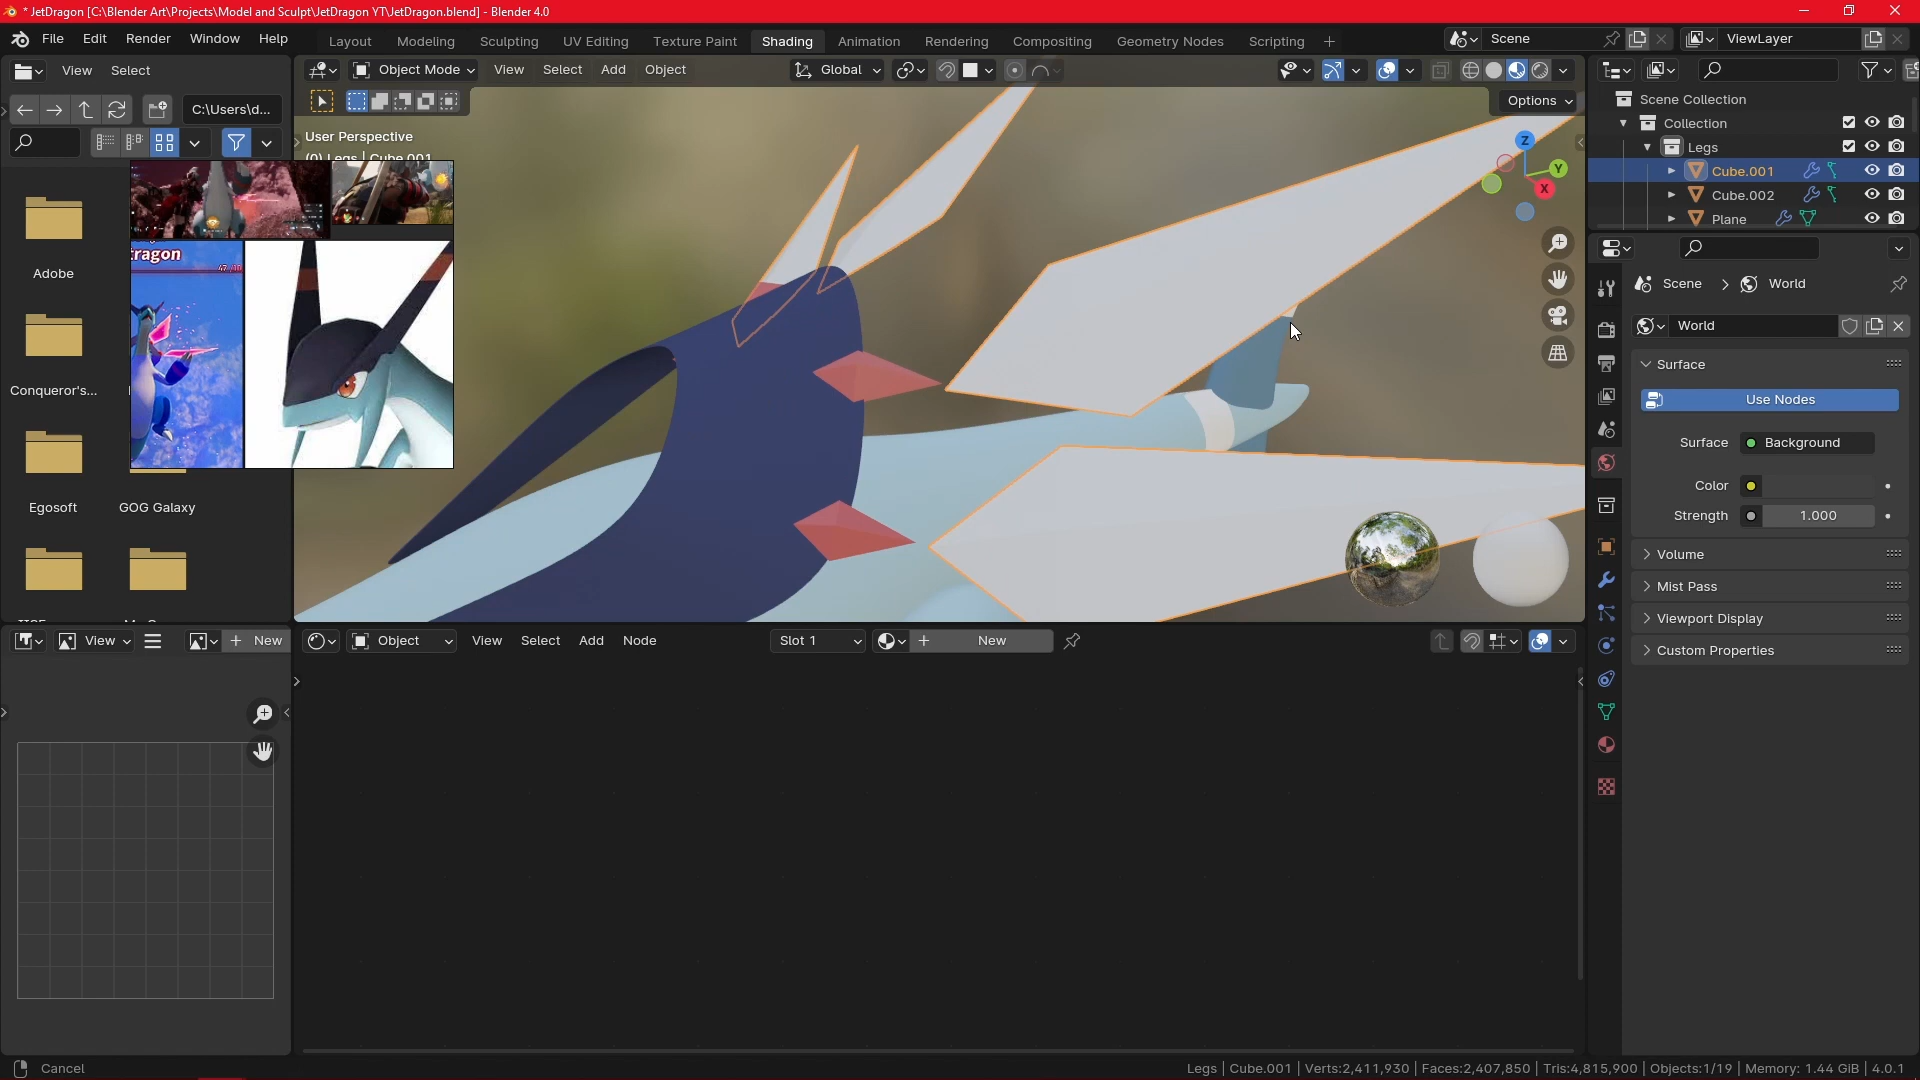 * JetDragon [C:\Blender Art\Projects\Model and Sculpt\JetDragon YT\JetDragon.blend] - Blender 4.0
File Edit Render Window Help
Layout Modeling Sculpting UV Editing Texture Paint Shading Animation Rendering Compositing Geometry Nodes Scripting +
Scene
ViewLayer
View Select
Object Mode View Select Add Object
Global
C:\Users\d...
Options
User Perspective
(0) Legs | Cube.001
Z
Y
X
Scene Collection
Collection
Legs
Cube.001
Cube.002
Plane
Adobe
Conqueror's...
Egosoft
GOG Galaxy
ragon
Scene > World
World
Surface
Use Nodes
Surface Background
Color
Strength 1.000
Volume
Mist Pass
Viewport Display
Custom Properties
View
New
Object View Select Add Node
Slot 1
New
Cancel
Legs | Cube.001 | Verts:2,411,930 | Faces:2,407,850 | Tris:4,815,900 | Objects:1/19 | Memory: 1.44 GiB | 4.0.1